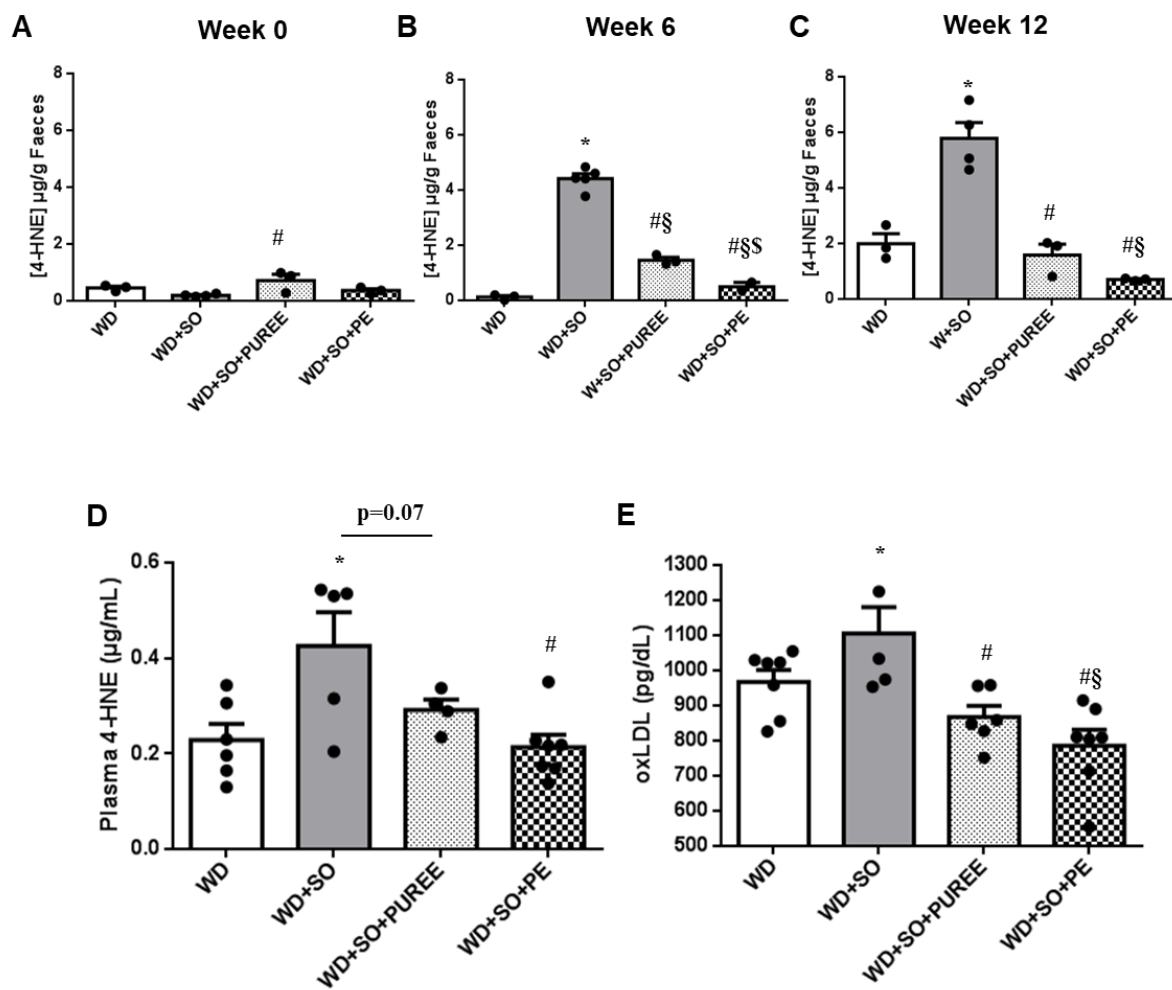 A
Week 0
B
Week 6
C
Week 12
[4-HNE] µg/g Faeces
8
6
4
2
0
#
WD
WD+SO
WD+SO+PUREE
WD+SO+PE
[4-HNE] µg/g Faeces
8
6
4
2
0
*
#§
#§$
WD
WD+SO
W+SO+PUREE
WD+SO+PE
[4-HNE] µg/g Faeces
8
6
4
2
0
*
#
#§
WD
W+SO
WD+SO+PUREE
WD+SO+PE
D
p=0.07
Plasma 4-HNE (µg/mL)
0.6
0.4
0.2
0.0
*
#
WD
WD+SO
WD+SO+PUREE
WD+SO+PE
E
oxLDL (pg/dL)
1300
1200
1100
1000
900
800
700
600
500
*
#
#§
WD
WD+SO
WD+SO+PUREE
WD+SO+PE